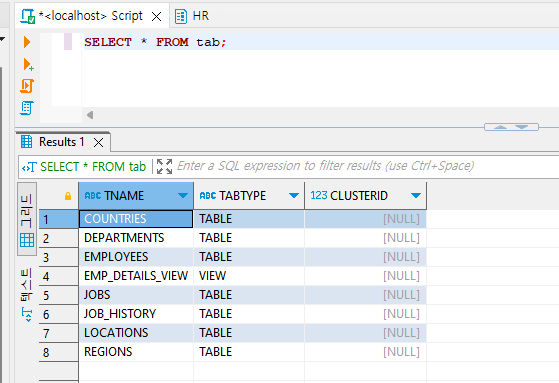 *<localhost> Script HR
SELECT * FROM tab;
Results 1
SELECT * FROM tab Enter a SQL expression to filter results (use Ctrl+Space)
그리드
텍스트
ABC TNAME ABC TABTYPE 123 CLUSTERID
1 COUNTRIES TABLE [NULL]
2 DEPARTMENTS TABLE [NULL]
3 EMPLOYEES TABLE [NULL]
4 EMP_DETAILS_VIEW VIEW [NULL]
5 JOBS TABLE [NULL]
6 JOB_HISTORY TABLE [NULL]
7 LOCATIONS TABLE [NULL]
8 REGIONS TABLE [NULL]